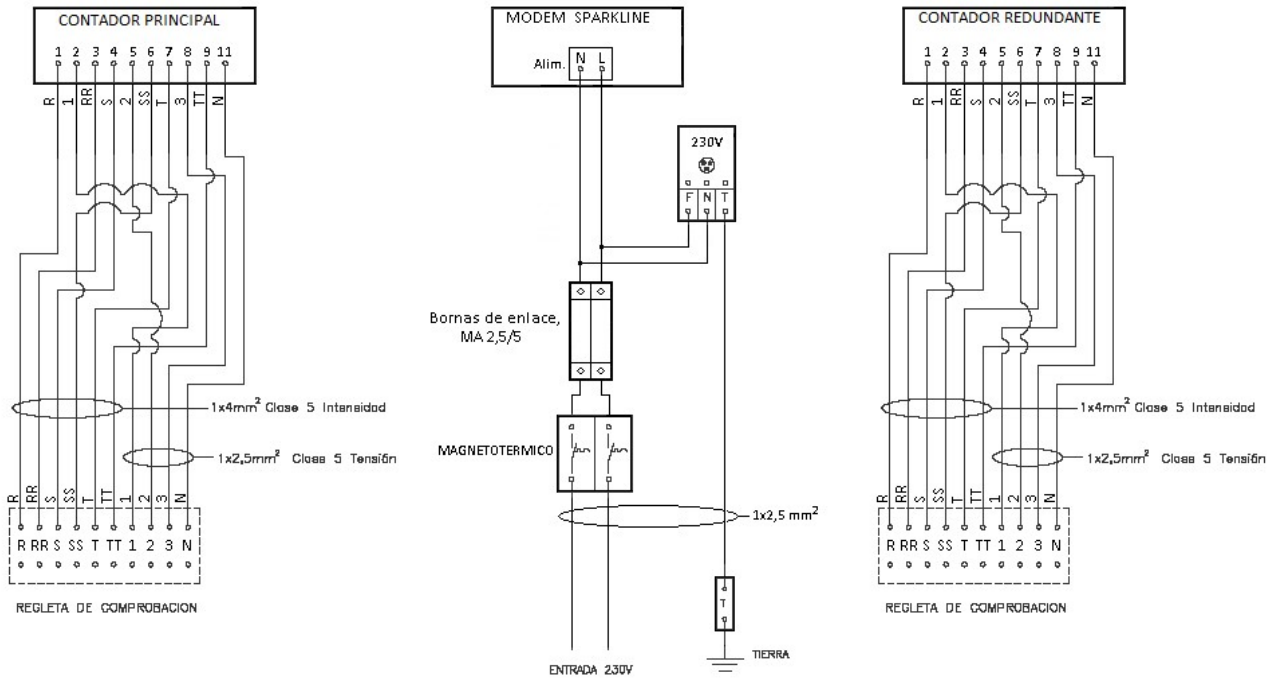 CONTADOR PRINCIPAL
1 2 3 4 5 6 7 8 9 11
R 1 RR S 2 SS T 3 TT N
1x4mm² Clase 5 Intensidad
1x2,5mm² Clase 5 Tensión
R RR S SS T TT 1 2 3 N
R RR S SS T TT 1 2 3 N
REGLETA DE COMPROBACION
MODEM SPARKLINE
Alim. N L
230V
F N T
Bornas de enlace,
MA 2,5/5
MAGNETOTERMICO
1x2,5 mm²
T
TIERRA
ENTRADA 230V
CONTADOR REDUNDANTE
1 2 3 4 5 6 7 8 9 11
R 1 RR S 2 SS T 3 TT N
1x4mm² Clase 5 Intensidad
1x2,5mm² Clase 5 Tensión
R RR S SS T TT 1 2 3 N
R RR S SS T TT 1 2 3 N
REGLETA DE COMPROBACION